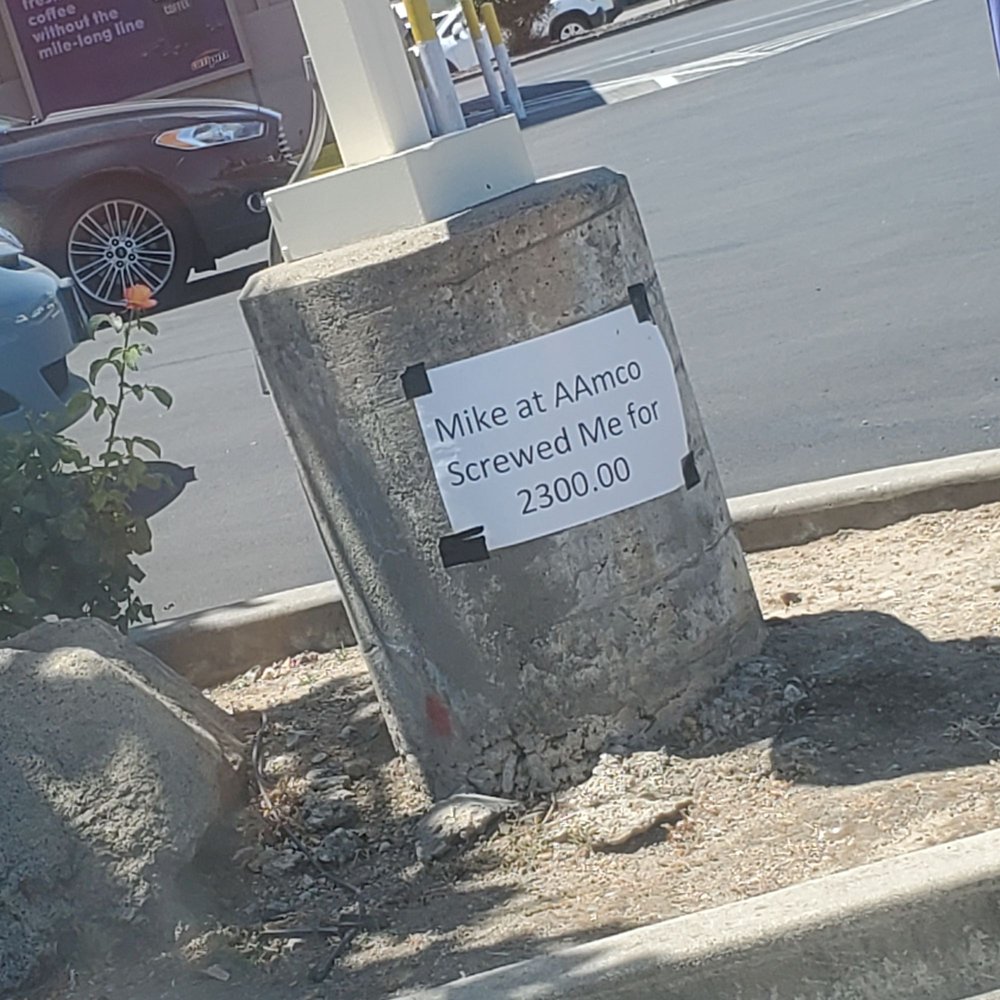 coffee
without the
mile-long line
Mike at AAmco
Screwed Me for
2300.00